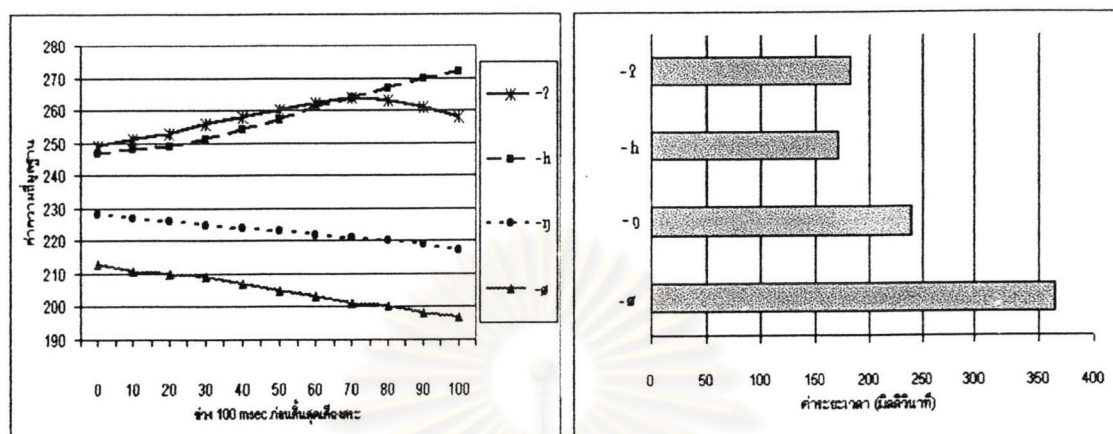 280
270
260
250
240
230
220
210
200
190
ค่าความถี่มูลฐาน
0 10 20 30 40 50 60 70 80 90 100
ช่วง 100 msec ก่อนสิ้นสุดเสียงสระ
-ʔ
-h
-ŋ
-ø
-ʔ
-h
-ŋ
-ø
0 50 100 150 200 250 300 350 400
ค่าระยะเวลา (มิลลิวินาที)